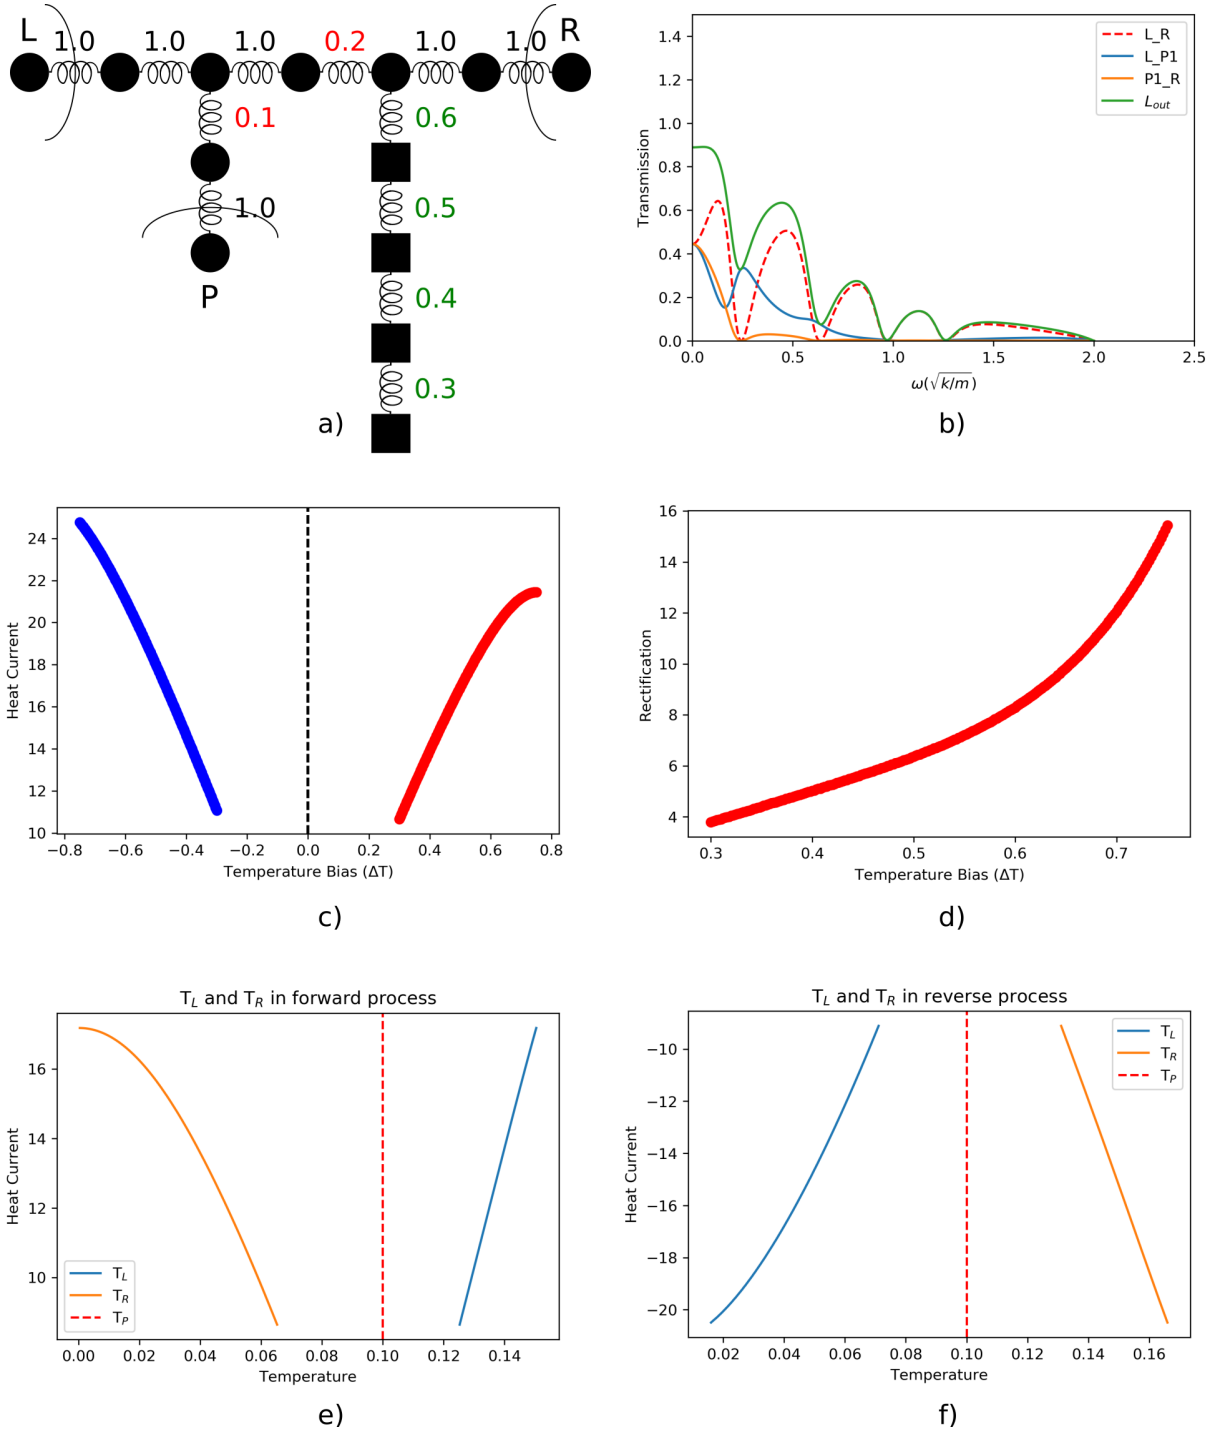 L R
1.0 1.0 1.0 0.2 1.0 1.0
0.1 0.6
1.0 0.5
P
0.4
0.3
a)
1.4
1.2
1.0
0.8
0.6
0.4
0.2
0.0
Transmission
L_R
L_P1
P1_R
L_out
0.0 0.5 1.0 1.5 2.0 2.5
ω(√k/m)
b)
24
22
20
18
16
14
12
10
Heat Current
−0.8 −0.6 −0.4 −0.2 0.0 0.2 0.4 0.6 0.8
Temperature Bias (ΔT)
c)
16
14
12
10
8
6
4
Rectification
0.3 0.4 0.5 0.6 0.7
Temperature Bias (ΔT)
d)
T_L and T_R in forward process
16
14
12
10
Heat Current
T_L
T_R
T_P
0.00 0.02 0.04 0.06 0.08 0.10 0.12 0.14
Temperature
e)
T_L and T_R in reverse process
−10
−12
−14
−16
−18
−20
Heat Current
T_L
T_R
T_P
0.02 0.04 0.06 0.08 0.10 0.12 0.14 0.16
Temperature
f)